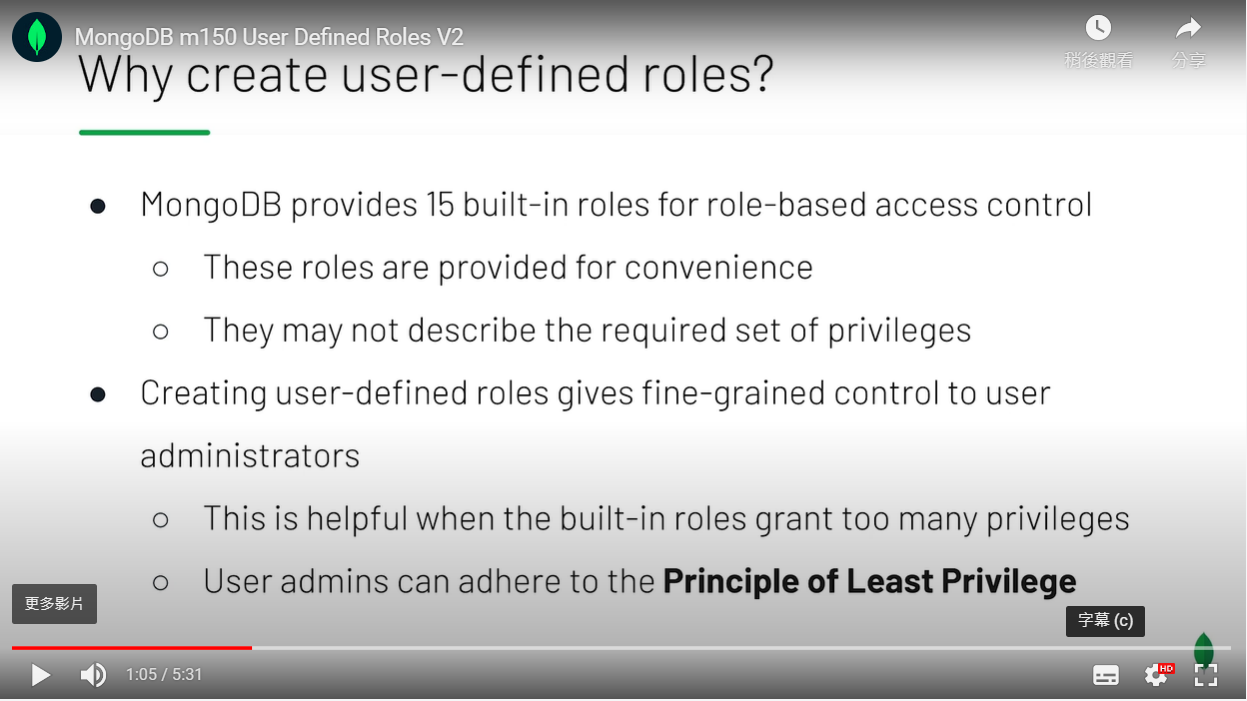 MongoDB m150 User Defined Roles V2
稍後觀看
分享
Why create user-defined roles?
● MongoDB provides 15 built-in roles for role-based access control
○ These roles are provided for convenience
○ They may not describe the required set of privileges
● Creating user-defined roles gives fine-grained control to user
administrators
○ This is helpful when the built-in roles grant too many privileges
○ User admins can adhere to the Principle of Least Privilege
更多影片
字幕 (c)
1:05 / 5:31
HD